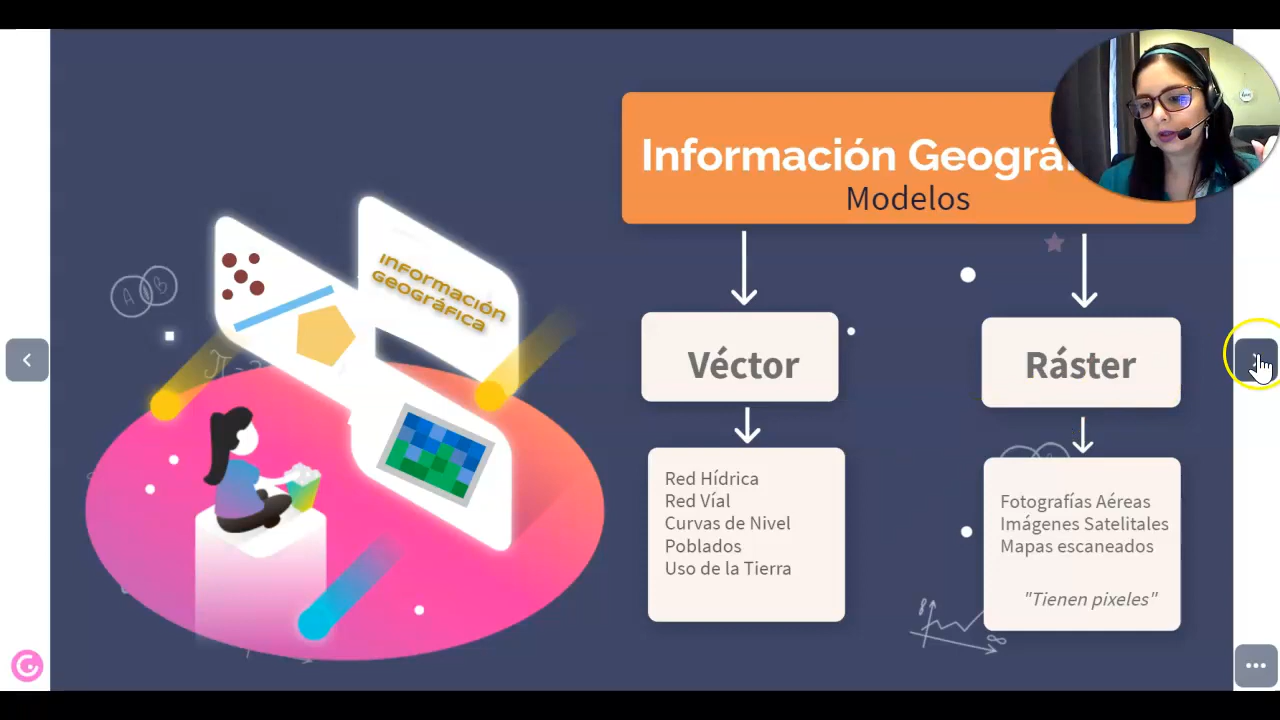 Información Geográ
Modelos
Véctor
Ráster
Red Hídrica
Red Víal
Curvas de Nivel
Poblados
Uso de la Tierra
Fotografías Aéreas
Imágenes Satelitales
Mapas escaneados
"Tienen pixeles"
INFORMACIÓN
GEOGRÁFICA
A B